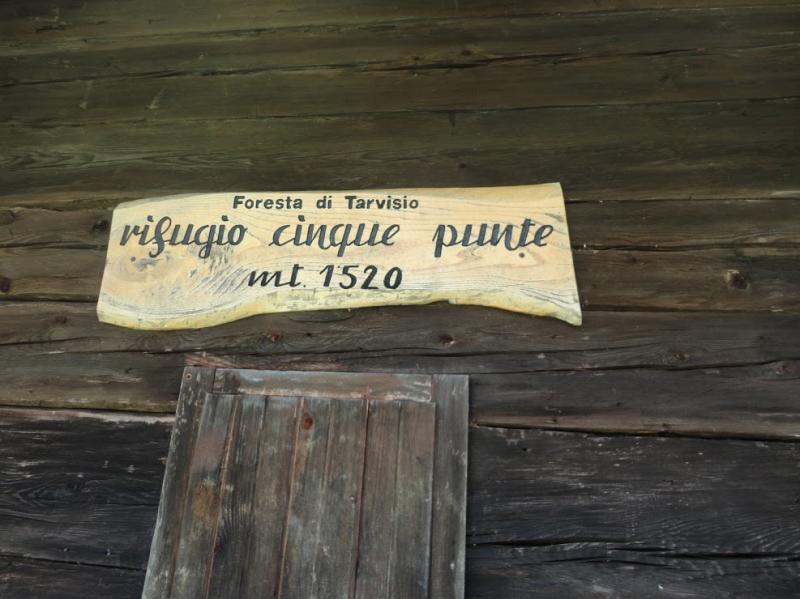 Foresta di Tarvisio
rifugio cinque punte
mt. 1520